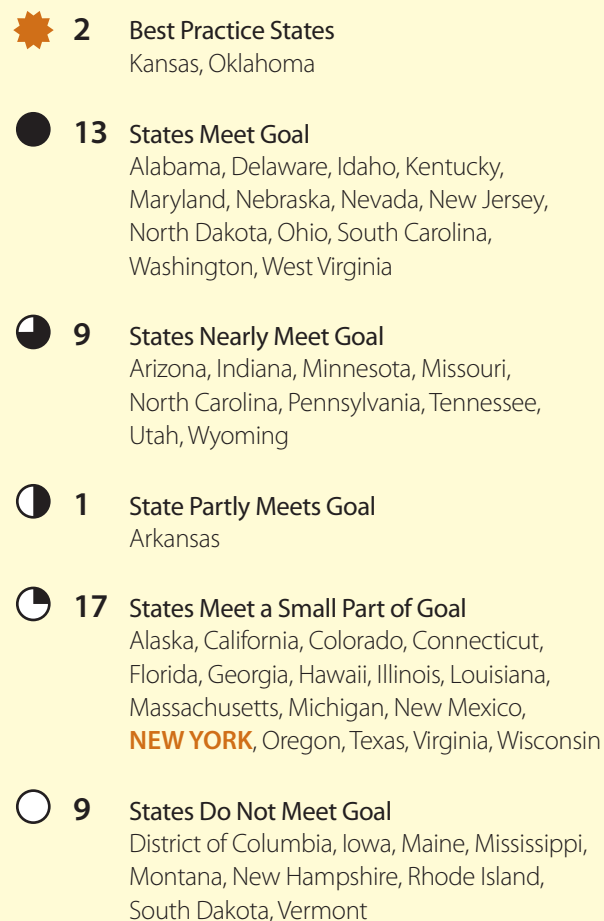 2 Best Practice States
Kansas, Oklahoma
13 States Meet Goal
Alabama, Delaware, Idaho, Kentucky,
Maryland, Nebraska, Nevada, New Jersey,
North Dakota, Ohio, South Carolina,
Washington, West Virginia
9 States Nearly Meet Goal
Arizona, Indiana, Minnesota, Missouri,
North Carolina, Pennsylvania, Tennessee,
Utah, Wyoming
1 State Partly Meets Goal
Arkansas
17 States Meet a Small Part of Goal
Alaska, California, Colorado, Connecticut,
Florida, Georgia, Hawaii, Illinois, Louisiana,
Massachusetts, Michigan, New Mexico,
NEW YORK, Oregon, Texas, Virginia, Wisconsin
9 States Do Not Meet Goal
District of Columbia, Iowa, Maine, Mississippi,
Montana, New Hampshire, Rhode Island,
South Dakota, Vermont